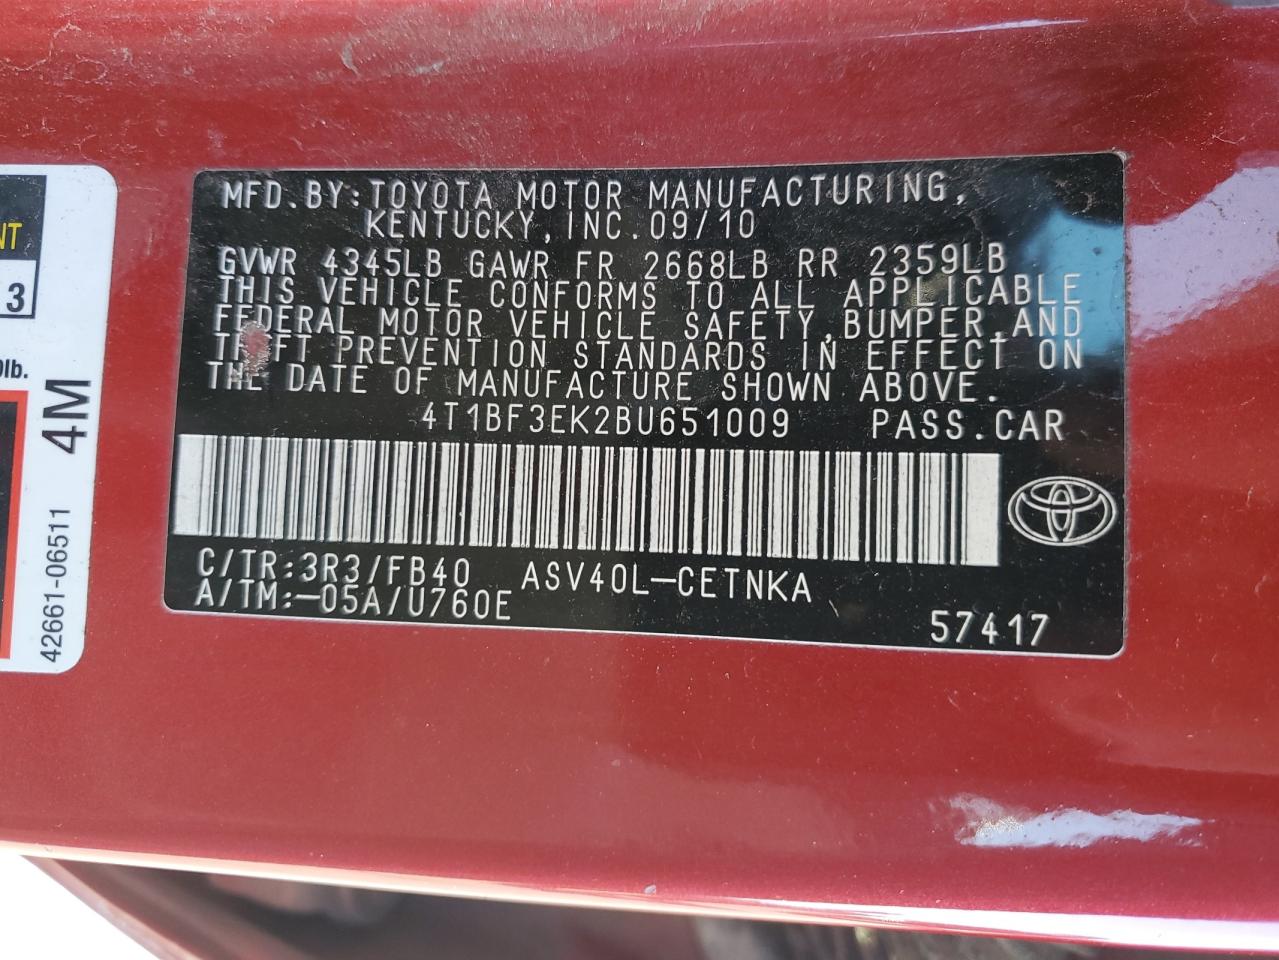 MFD.BY:TOYOTA MOTOR MANUFACTURING,
KENTUCKY,INC.09/10
GVWR 4345LB GAWR FR 2668LB RR 2359LB
THIS VEHICLE CONFORMS TO ALL APPLICABLE
FEDERAL MOTOR VEHICLE SAFETY,BUMPER,AND
THEFT PREVENTION STANDARDS IN EFFECT ON
THE DATE OF MANUFACTURE SHOWN ABOVE.
4T1BF3EK2BU651009 PASS.CAR
C/TR:3R3/FB40 ASV40L-CETNKA
A/TM:-05A/U760E
57417
NT
3
lb.
4M
42661-06511